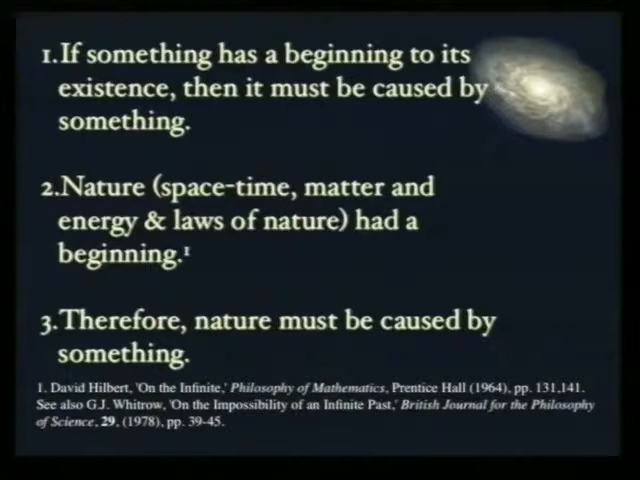 1.If something has a beginning to its
existence, then it must be caused by
something.
2.Nature (space-time, matter and
energy & laws of nature) had a
beginning.¹
3.Therefore, nature must be caused by
something.
1. David Hilbert, 'On the Infinite,' Philosophy of Mathematics, Prentice Hall (1964), pp. 131,141.
See also G.J. Whitrow, 'On the Impossibility of an Infinite Past,' British Journal for the Philosophy
of Science, 29, (1978), pp. 39-45.